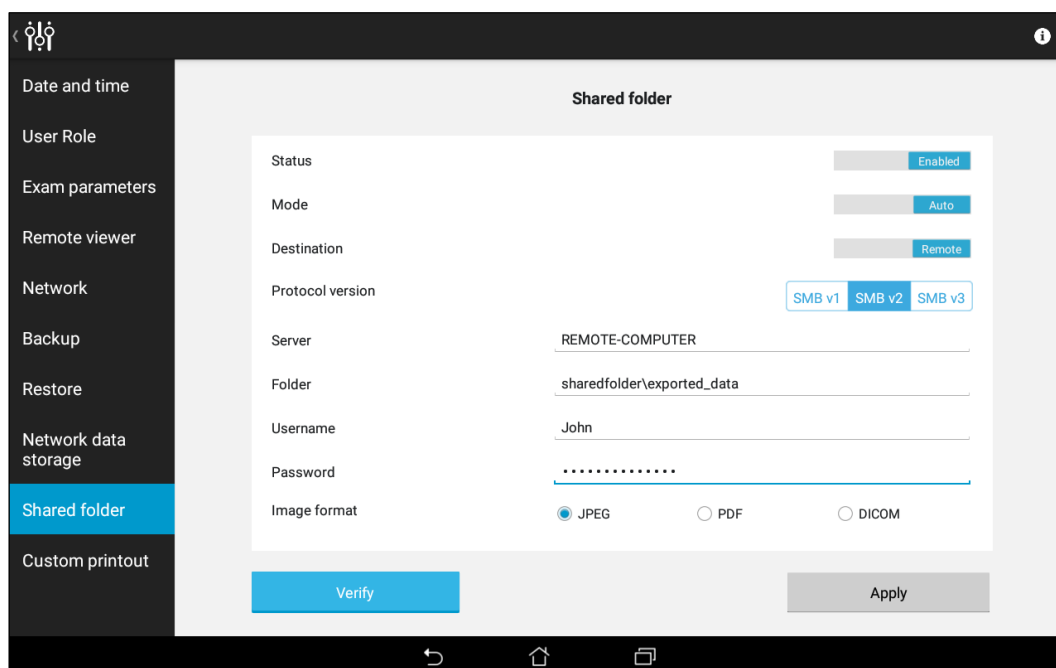 Date and time
User Role
Exam parameters
Remote viewer
Network
Backup
Restore
Network data
storage
Shared folder
Custom printout
Shared folder
Status Enabled
Mode Auto
Destination Remote
Protocol version SMB v1 SMB v2 SMB v3
Server REMOTE-COMPUTER
Folder sharedfolder\exported_data
Username John
Password ••••••••••••••
Image format JPEG PDF DICOM
Verify Apply